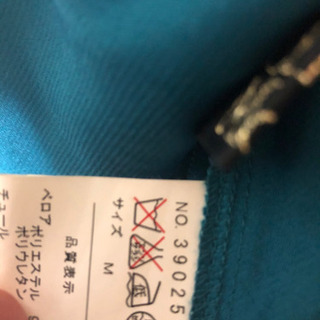 NO. 39025
サイズ M
品質表示
ベロア ポリエステル
ポリウレタン
チュール